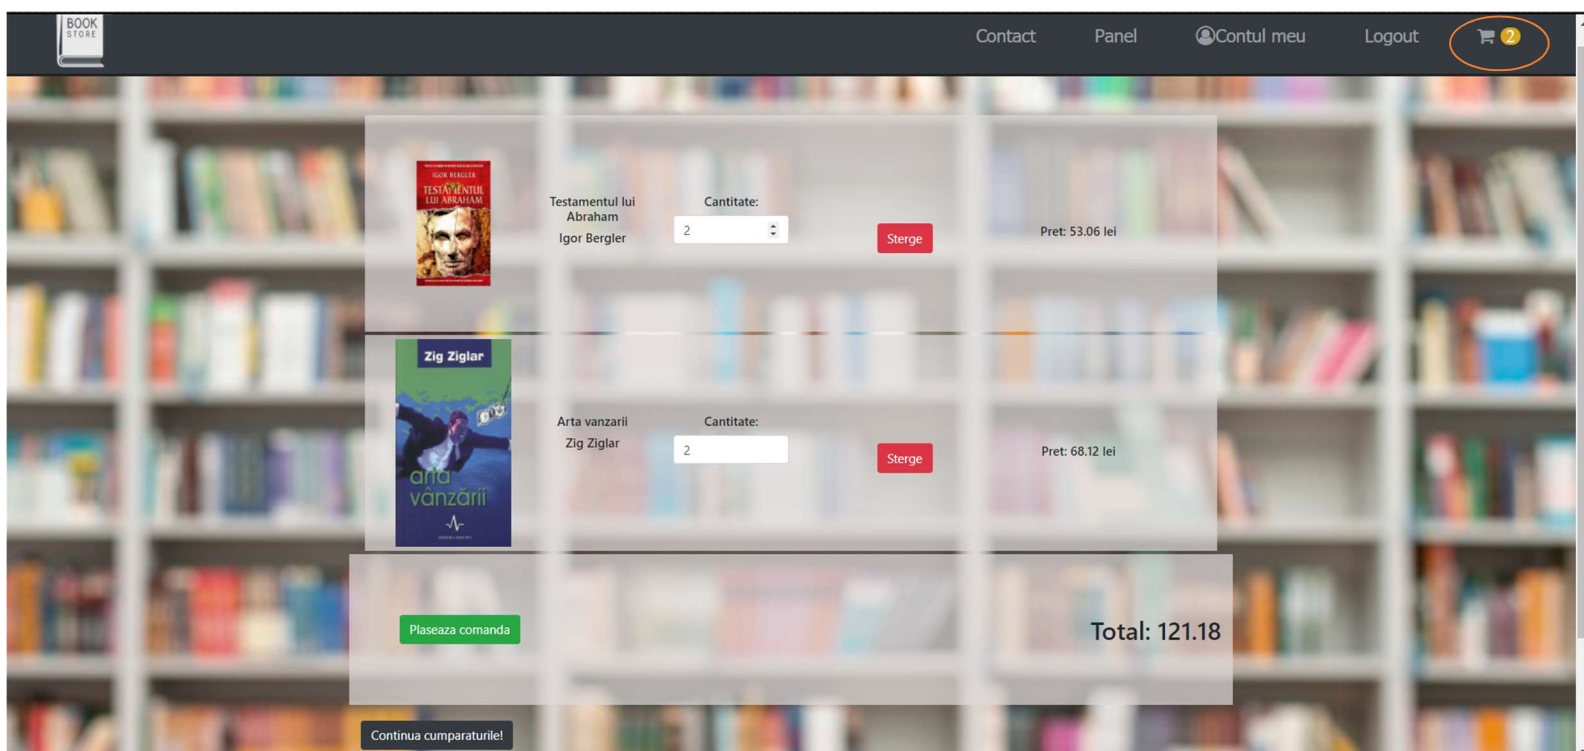 BOOK
STORE
Contact
Panel
Contul meu
Logout
2
IGOR BERGLER
TESTAMENTUL
LUI ABRAHAM
Testamentul lui
Abraham
Igor Bergler
Cantitate:
2
Sterge
Pret: 53.06 lei
Zig Ziglar
arta
vânzării
Arta vanzarii
Zig Ziglar
Cantitate:
2
Sterge
Pret: 68.12 lei
Plaseaza comanda
Total: 121.18
Continua cumparaturile!